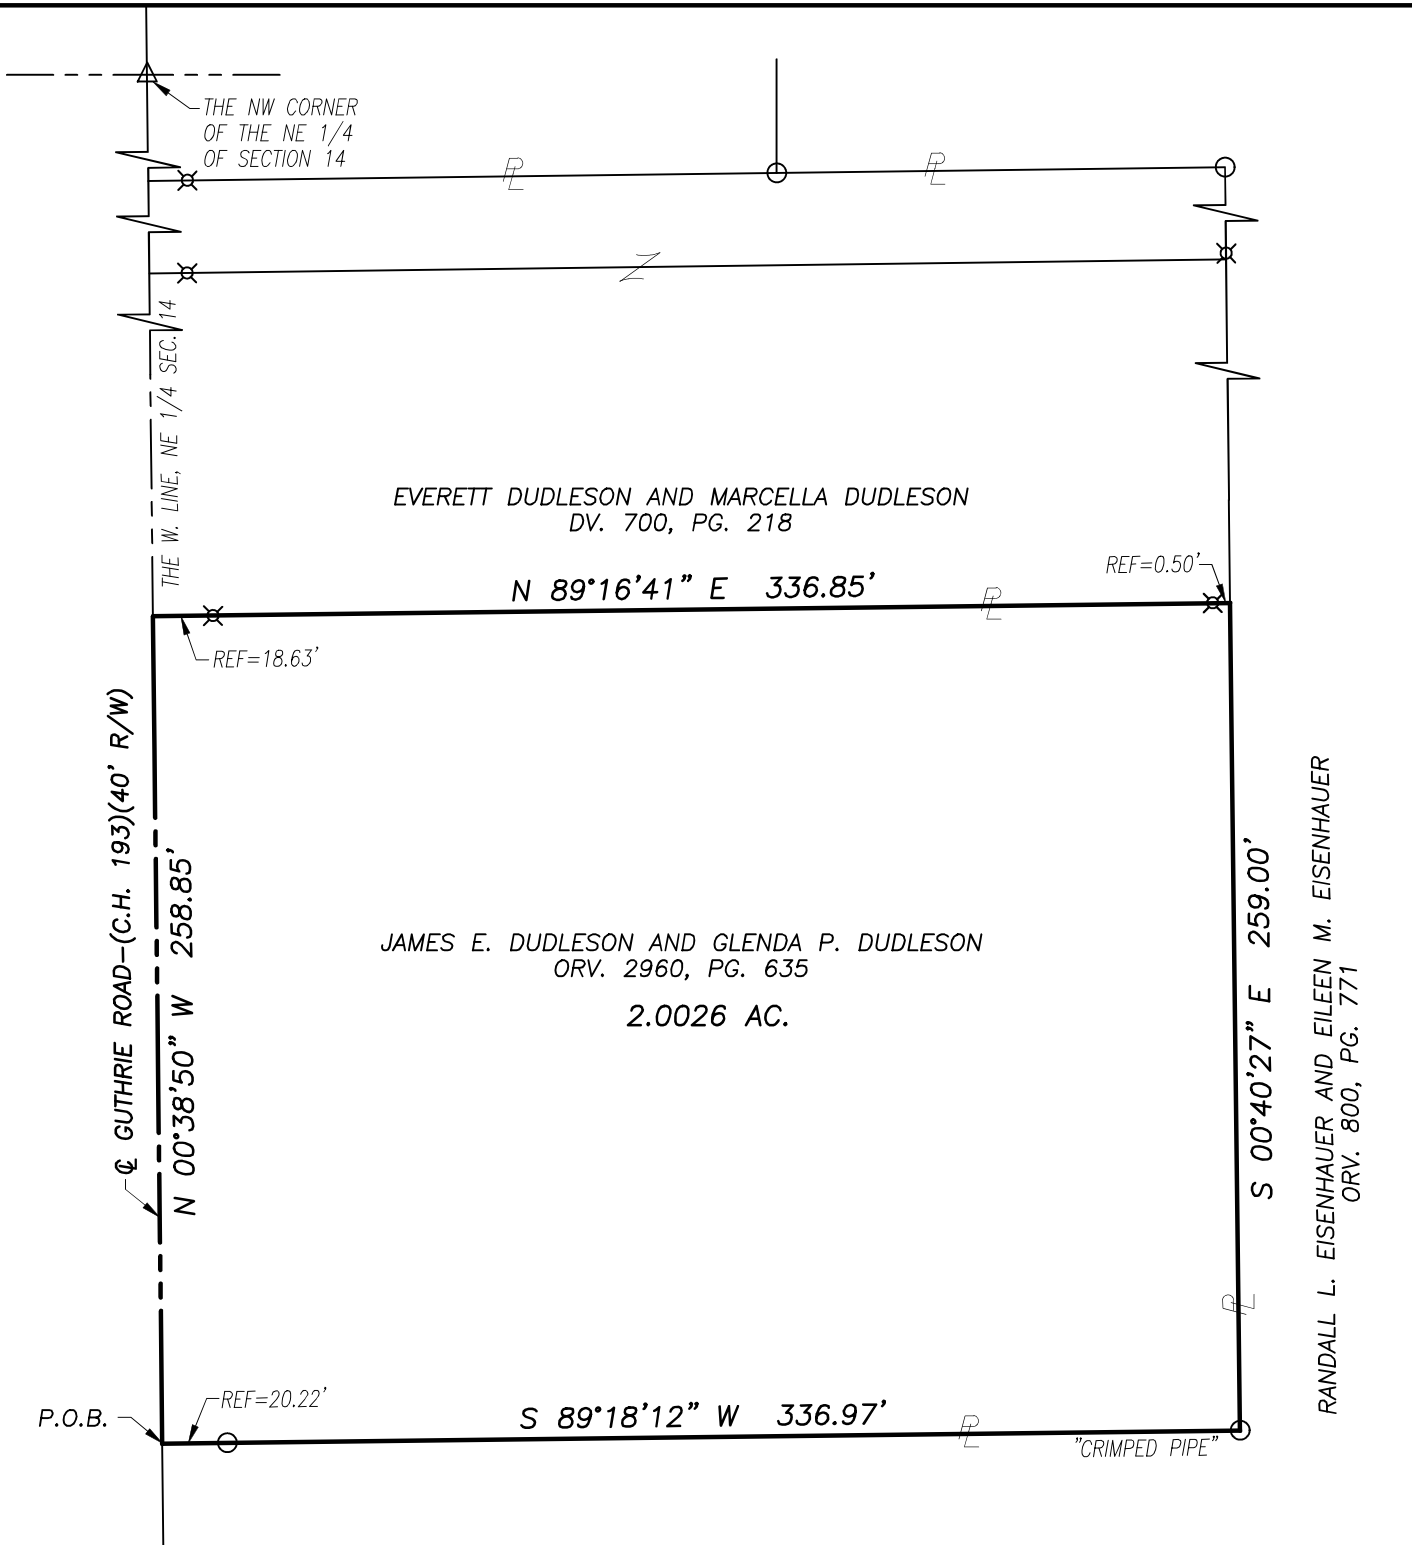 THE NW CORNER
OF THE NE 1/4
OF SECTION 14
PL
PL
THE W. LINE, NE 1/4 SEC. 14
EVERETT DUDLESON AND MARCELLA DUDLESON
DV. 700, PG. 218
REF=0.50'
N 89°16'41" E 336.85'
PL
REF=18.63'
℄ GUTHRIE ROAD-(C.H. 193)(40' R/W)
N 00°38'50" W 258.85'
JAMES E. DUDLESON AND GLENDA P. DUDLESON
ORV. 2960, PG. 635
2.0026 AC.
S 00°40'27" E 259.00'
RANDALL L. EISENHAUER AND EILEEN M. EISENHAUER
ORV. 800, PG. 771
PL
REF=20.22'
P.O.B.
S 89°18'12" W 336.97'
PL
"CRIMPED PIPE"